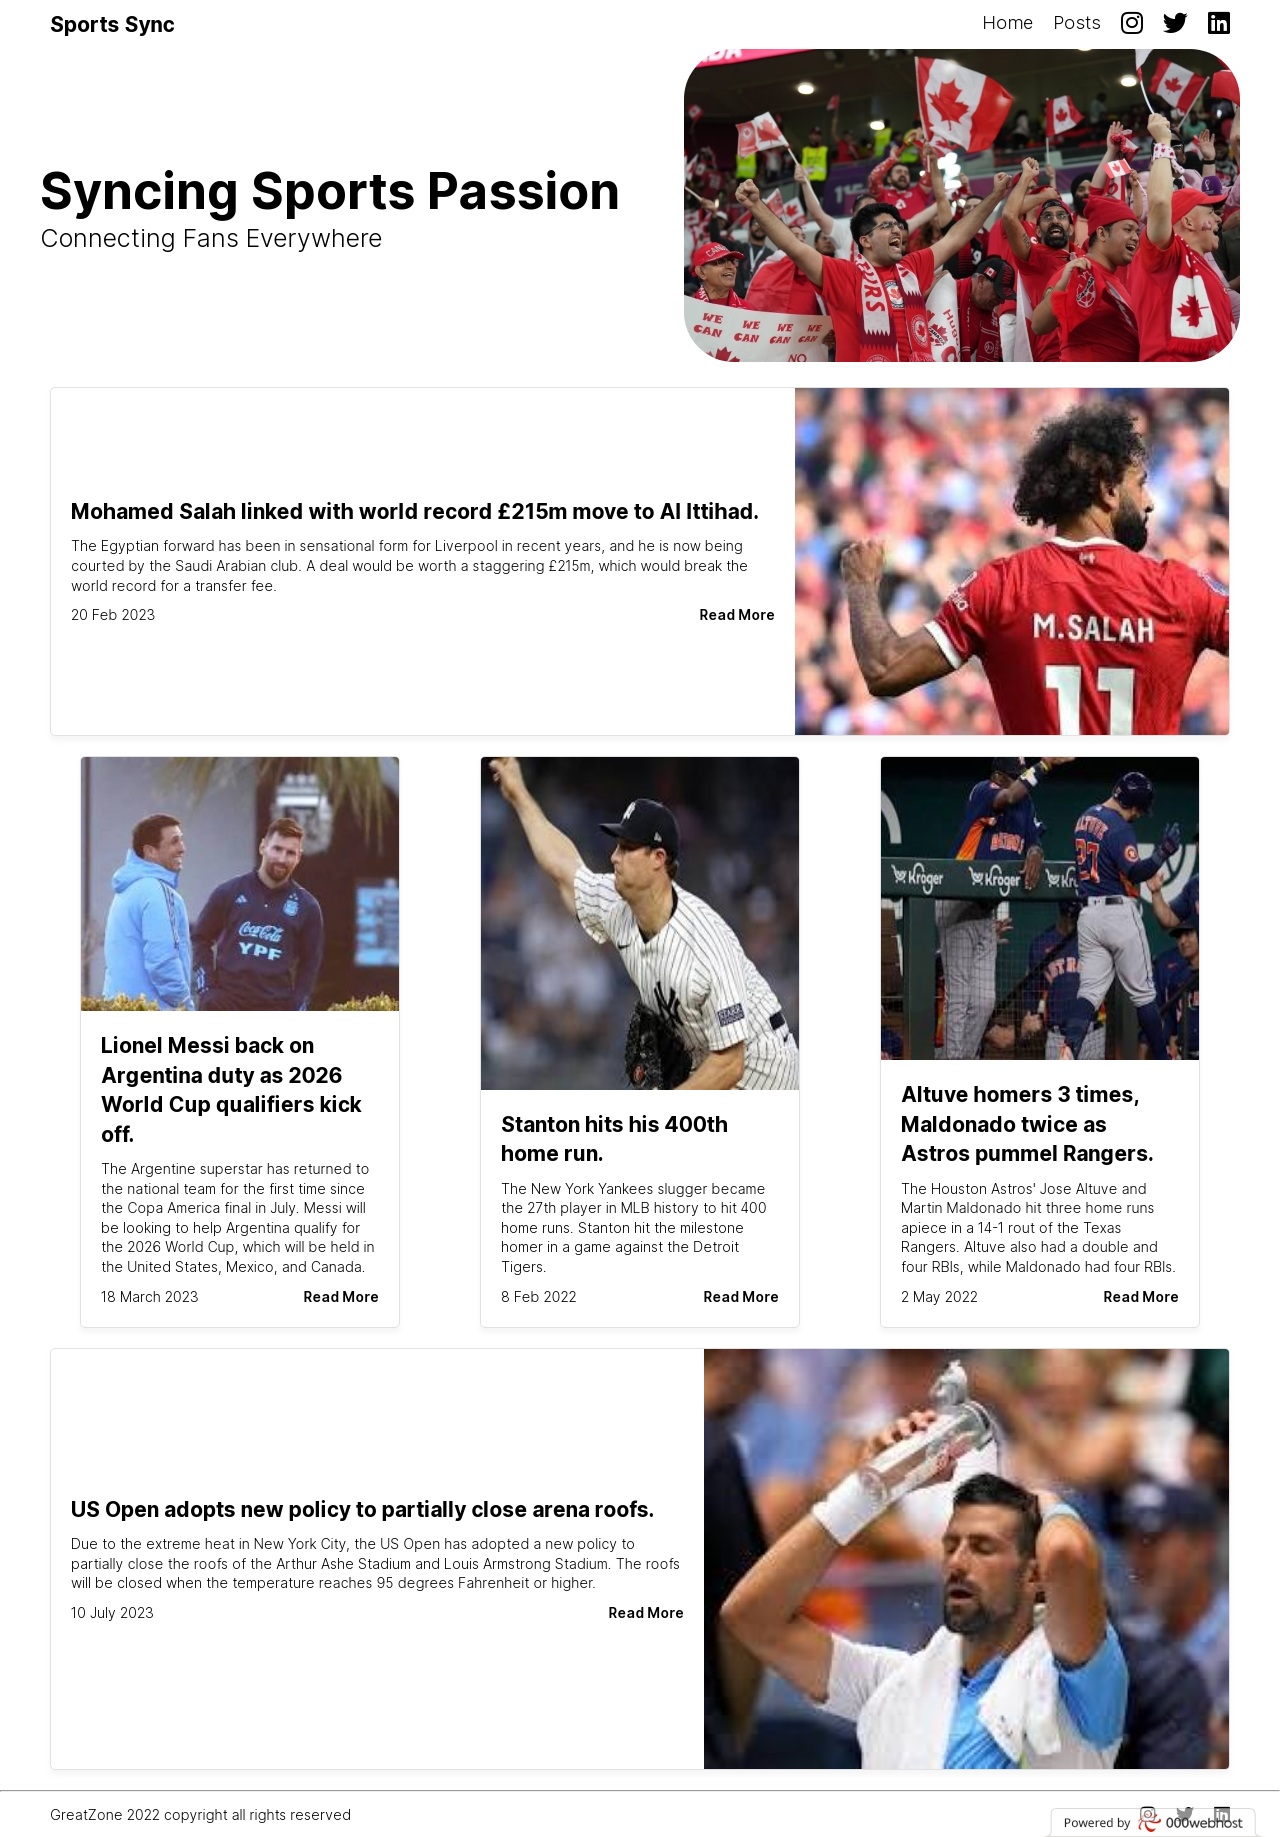 Sports Sync
Home Posts
Syncing Sports Passion
Connecting Fans Everywhere
WE CAN WE CAN WE CAN WE CAN
NO
Mohamed Salah linked with world record £215m move to Al Ittihad.
The Egyptian forward has been in sensational form for Liverpool in recent years, and he is now being
courted by the Saudi Arabian club. A deal would be worth a staggering £215m, which would break the
world record for a transfer fee.
20 Feb 2023 Read More
M.SALAH
11
Coca-Cola
YPF
Kroger Kroger
ALTUVE
27
Lionel Messi back on
Argentina duty as 2026
World Cup qualifiers kick
off.
The Argentine superstar has returned to
the national team for the first time since
the Copa America final in July. Messi will
be looking to help Argentina qualify for
the 2026 World Cup, which will be held in
the United States, Mexico, and Canada.
18 March 2023 Read More
Stanton hits his 400th
home run.
The New York Yankees slugger became
the 27th player in MLB history to hit 400
home runs. Stanton hit the milestone
homer in a game against the Detroit
Tigers.
8 Feb 2022 Read More
Altuve homers 3 times,
Maldonado twice as
Astros pummel Rangers.
The Houston Astros' Jose Altuve and
Martin Maldonado hit three home runs
apiece in a 14-1 rout of the Texas
Rangers. Altuve also had a double and
four RBIs, while Maldonado had four RBIs.
2 May 2022 Read More
US Open adopts new policy to partially close arena roofs.
Due to the extreme heat in New York City, the US Open has adopted a new policy to
partially close the roofs of the Arthur Ashe Stadium and Louis Armstrong Stadium. The roofs
will be closed when the temperature reaches 95 degrees Fahrenheit or higher.
10 July 2023 Read More
GreatZone 2022 copyright all rights reserved
Powered by 000webhost